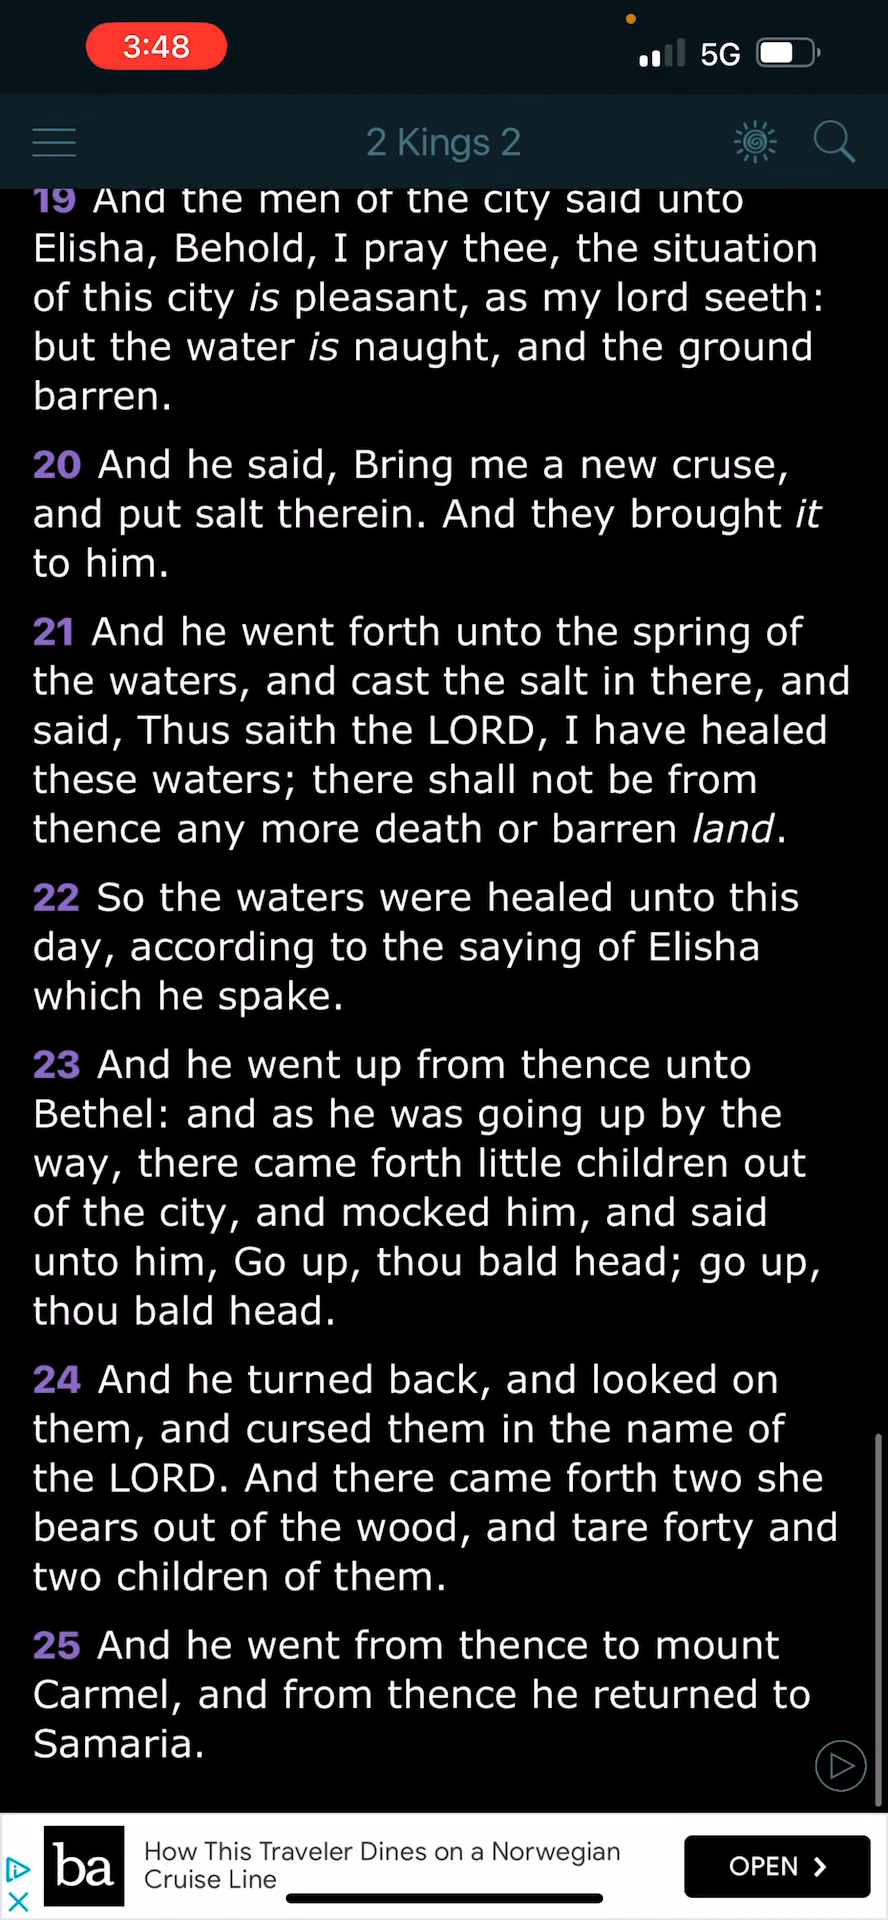 3:48
5G
2 Kings 2
19 And the men of the city said unto
Elisha, Behold, I pray thee, the situation
of this city is pleasant, as my lord seeth:
but the water is naught, and the ground
barren.
20 And he said, Bring me a new cruse,
and put salt therein. And they brought it
to him.
21 And he went forth unto the spring of
the waters, and cast the salt in there, and
said, Thus saith the LORD, I have healed
these waters; there shall not be from
thence any more death or barren land.
22 So the waters were healed unto this
day, according to the saying of Elisha
which he spake.
23 And he went up from thence unto
Bethel: and as he was going up by the
way, there came forth little children out
of the city, and mocked him, and said
unto him, Go up, thou bald head; go up,
thou bald head.
24 And he turned back, and looked on
them, and cursed them in the name of
the LORD. And there came forth two she
bears out of the wood, and tare forty and
two children of them.
25 And he went from thence to mount
Carmel, and from thence he returned to
Samaria.
ba
How This Traveler Dines on a Norwegian
Cruise Line
OPEN